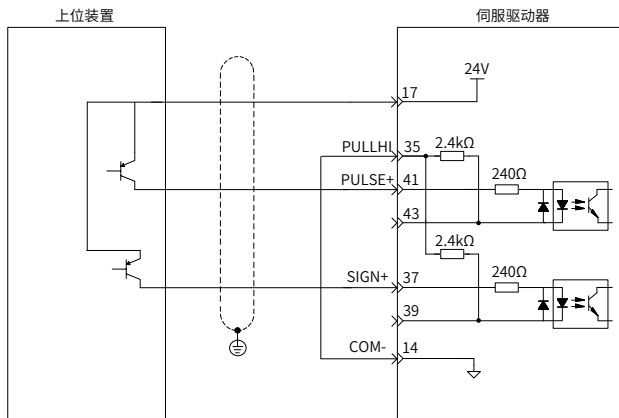 上位装置
伺服驱动器
24V
17
PULLHI
35
2.4kΩ
PULSE+
41
240Ω
43
2.4kΩ
SIGN+
37
240Ω
39
COM-
14